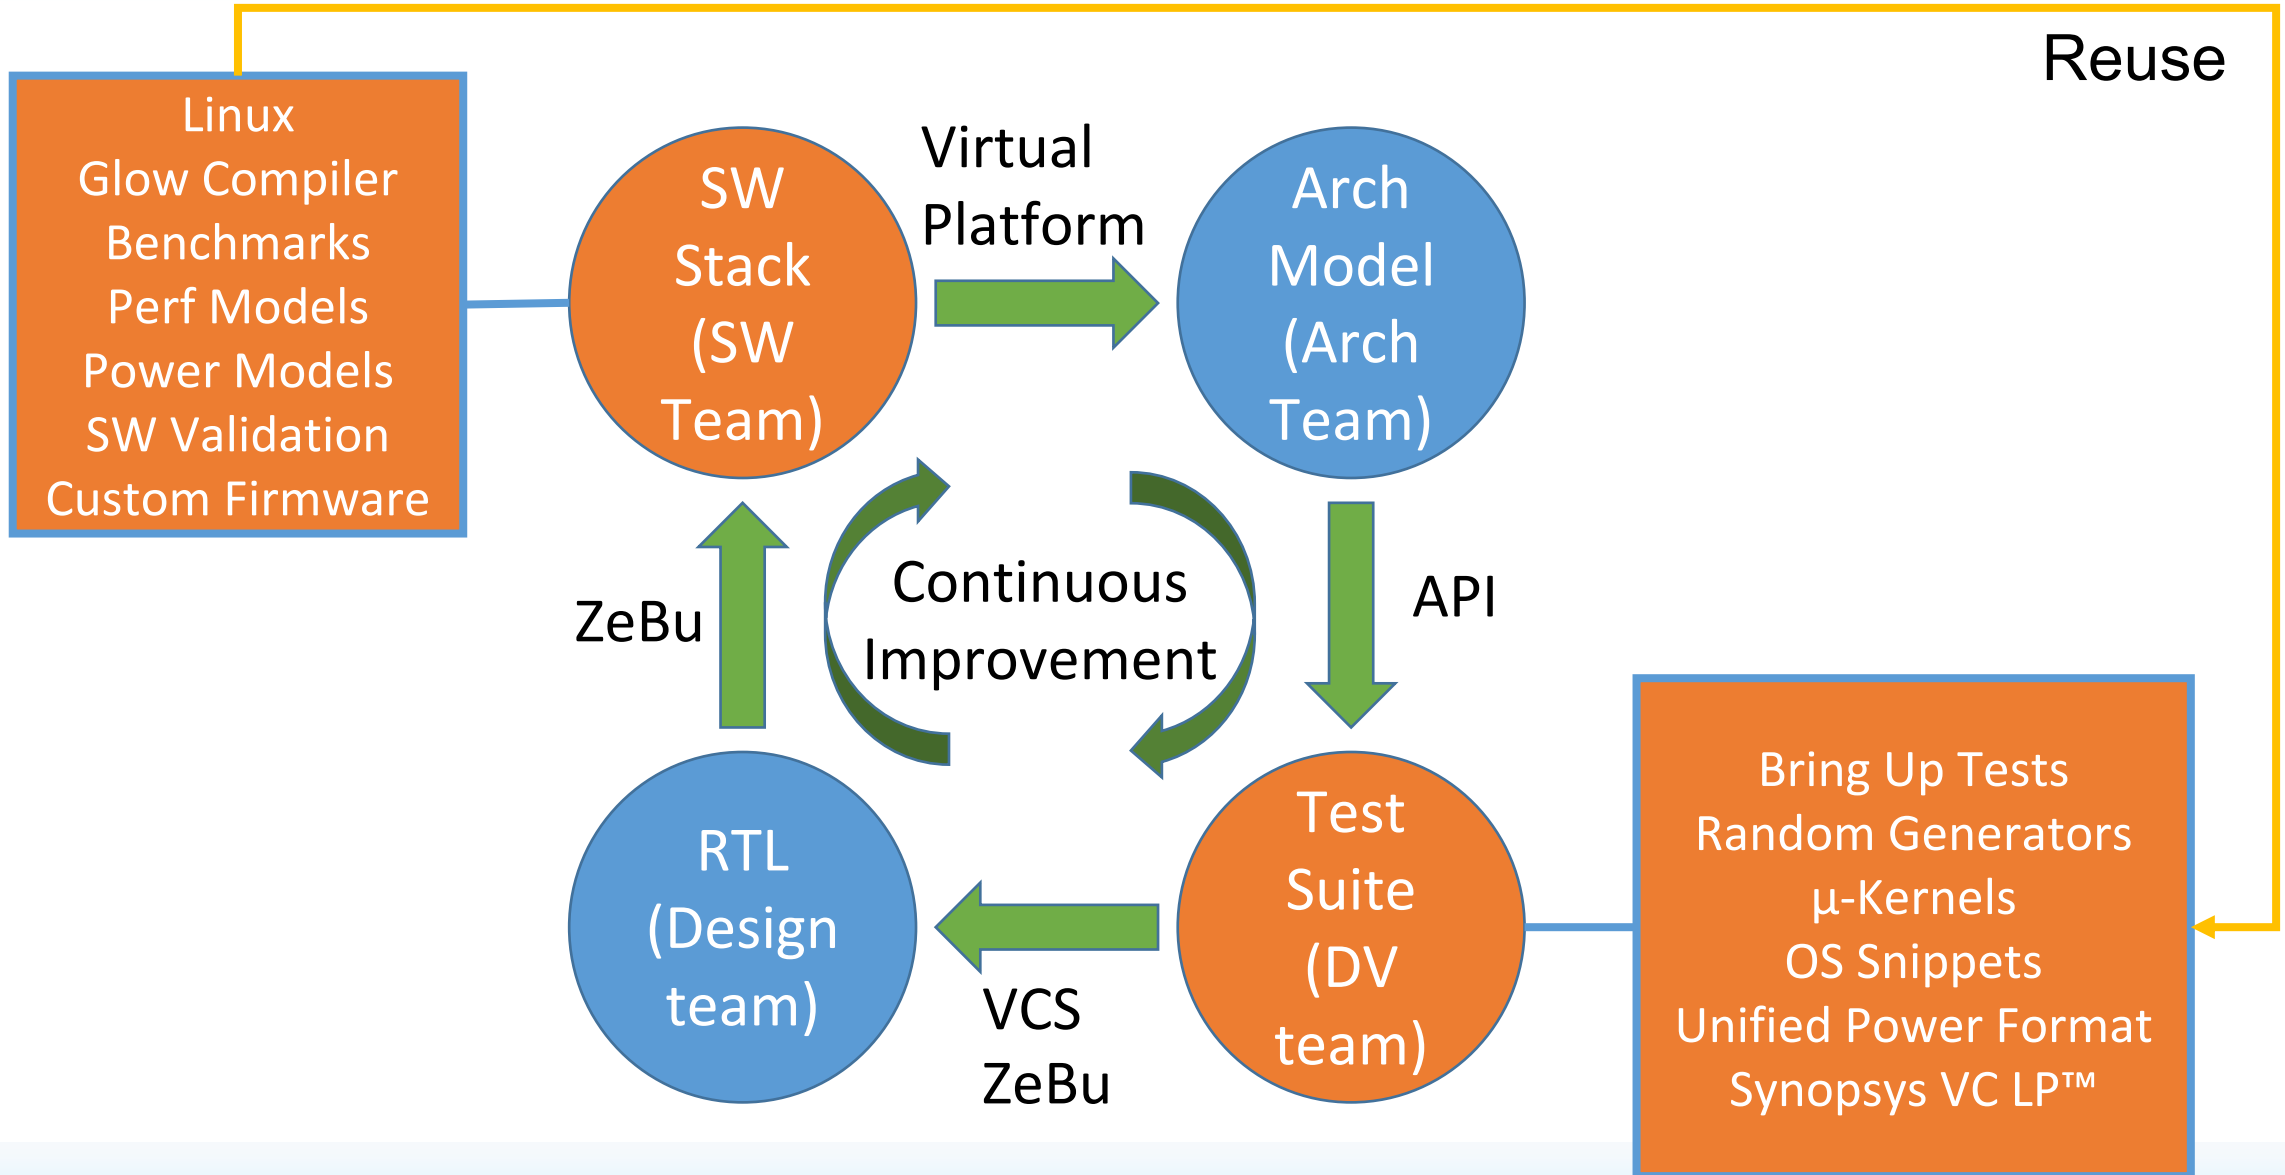 Reuse
Linux
Glow Compiler
Benchmarks
Perf Models
Power Models
SW Validation
Custom Firmware
SW
Stack
(SW
Team)
Virtual
Platform
Arch
Model
(Arch
Team)
ZeBu
Continuous
Improvement
API
RTL
(Design
team)
VCS
ZeBu
Test
Suite
(DV
team)
Bring Up Tests
Random Generators
µ-Kernels
OS Snippets
Unified Power Format
Synopsys VC LP™